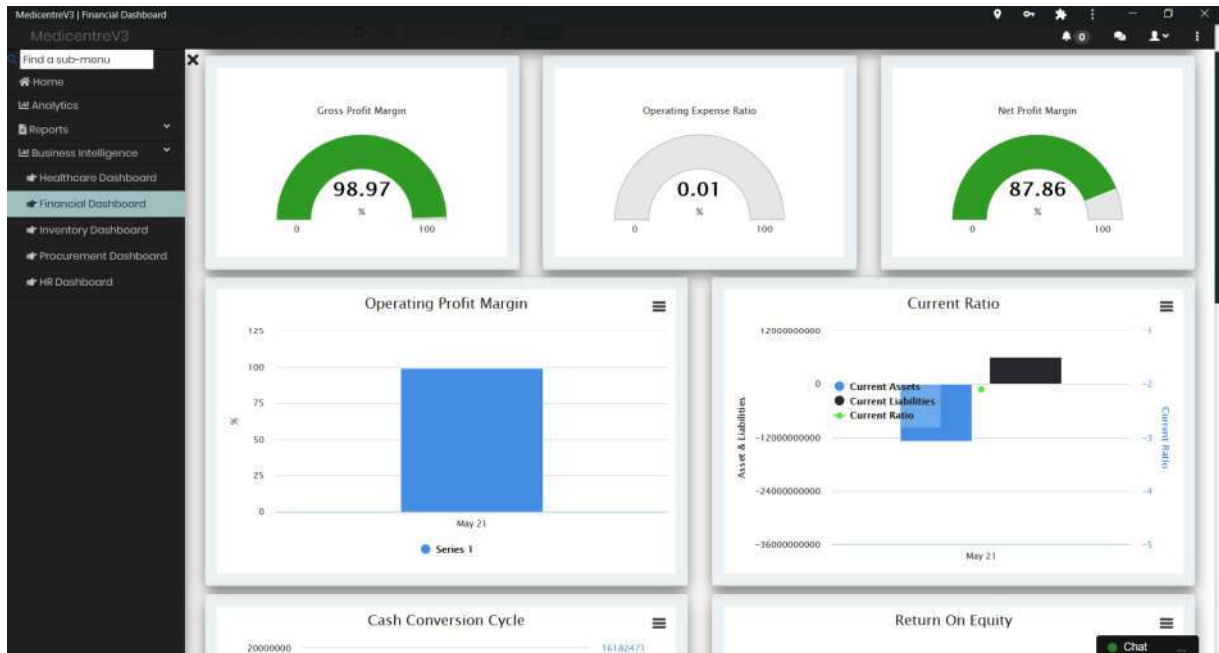 MedicentreV3 | Financial Dashboard
MedicentreV3
0
Find a sub-menu
Home
Analytics
Reports
Business Intelligence
Healthcare Dashboard
Financial Dashboard
Inventory Dashboard
Procurement Dashboard
HR Dashboard
Gross Profit Margin
98.97
%
0 100
Operating Expense Ratio
0.01
%
0 100
Net Profit Margin
87.86
%
0 100
Operating Profit Margin
125
100
75
50
25
0
%
May 21
Series 1
Current Ratio
12000000000
0
-12000000000
-24000000000
-36000000000
Asset & Liabilities
Current Assets
Current Liabilities
Current Ratio
-1
-2
-3
-4
-5
Current Ratio
May 21
Cash Conversion Cycle
20000000
16182471
Return On Equity
Chat